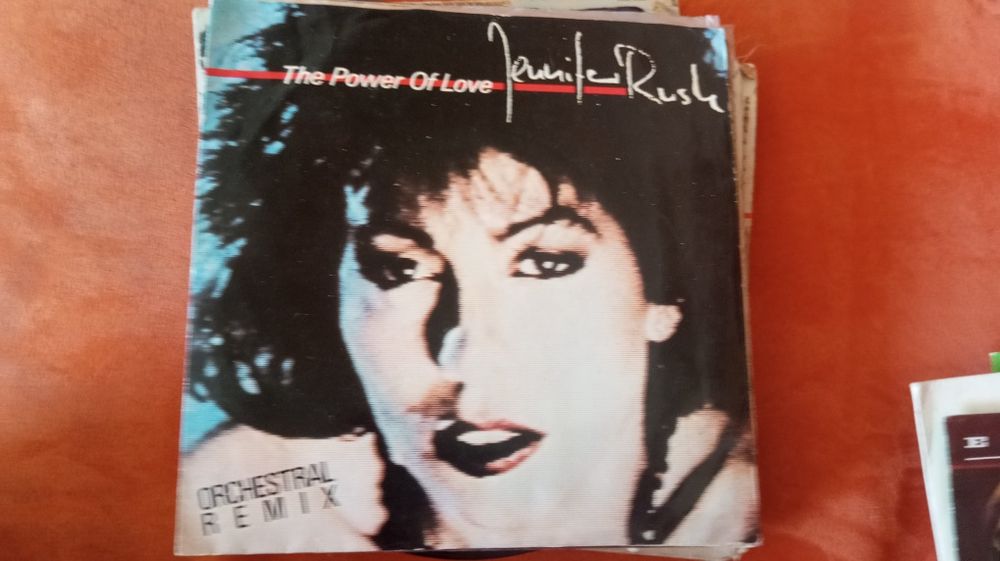 The Power Of Love Jennifer Rush
ORCHESTRAL
REMIX